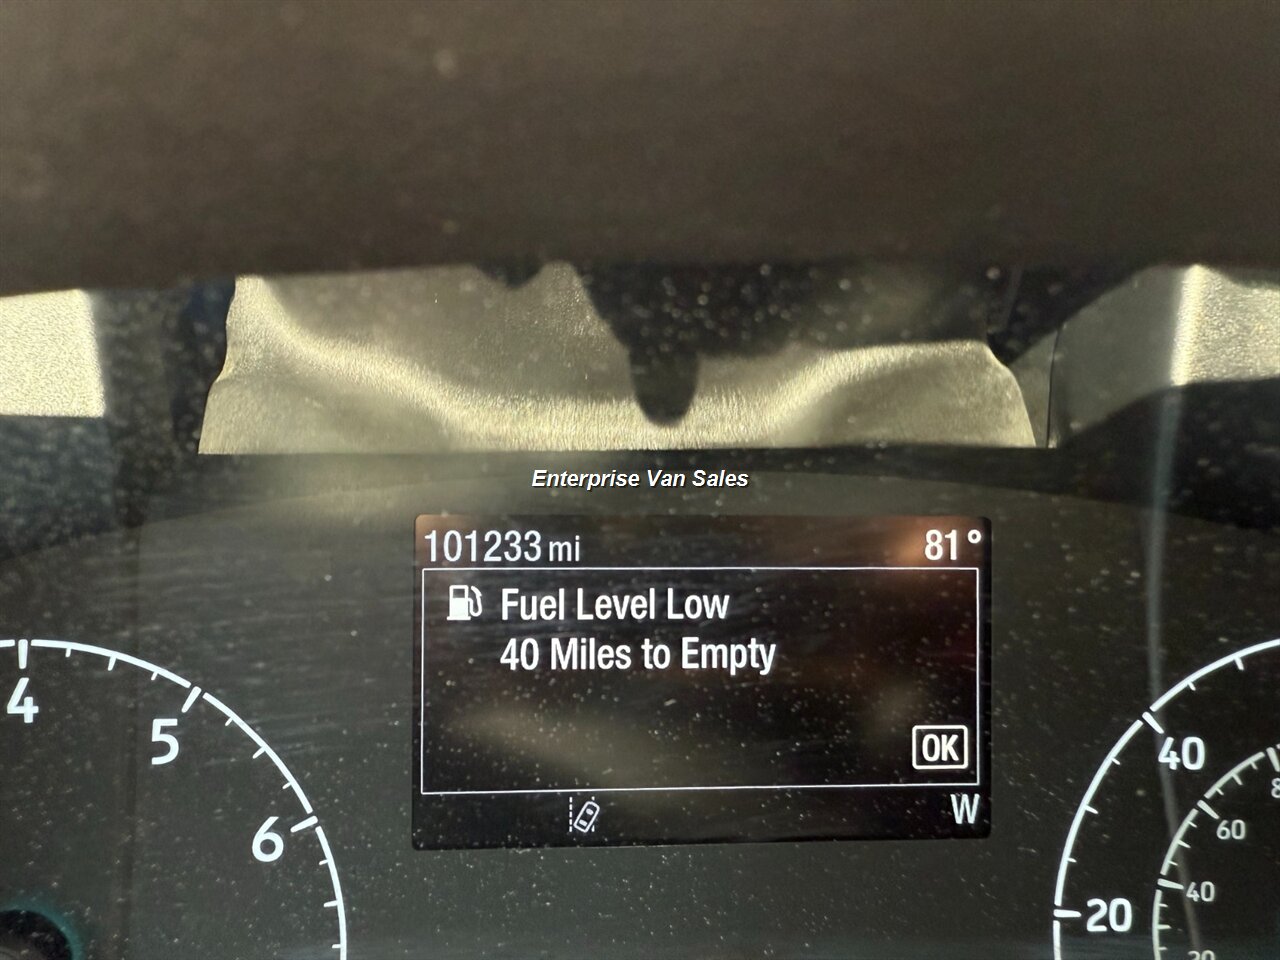 Enterprise Van Sales
101233 mi 81°
Fuel Level Low
40 Miles to Empty
OK
W
4
5
6
40
20
60
40